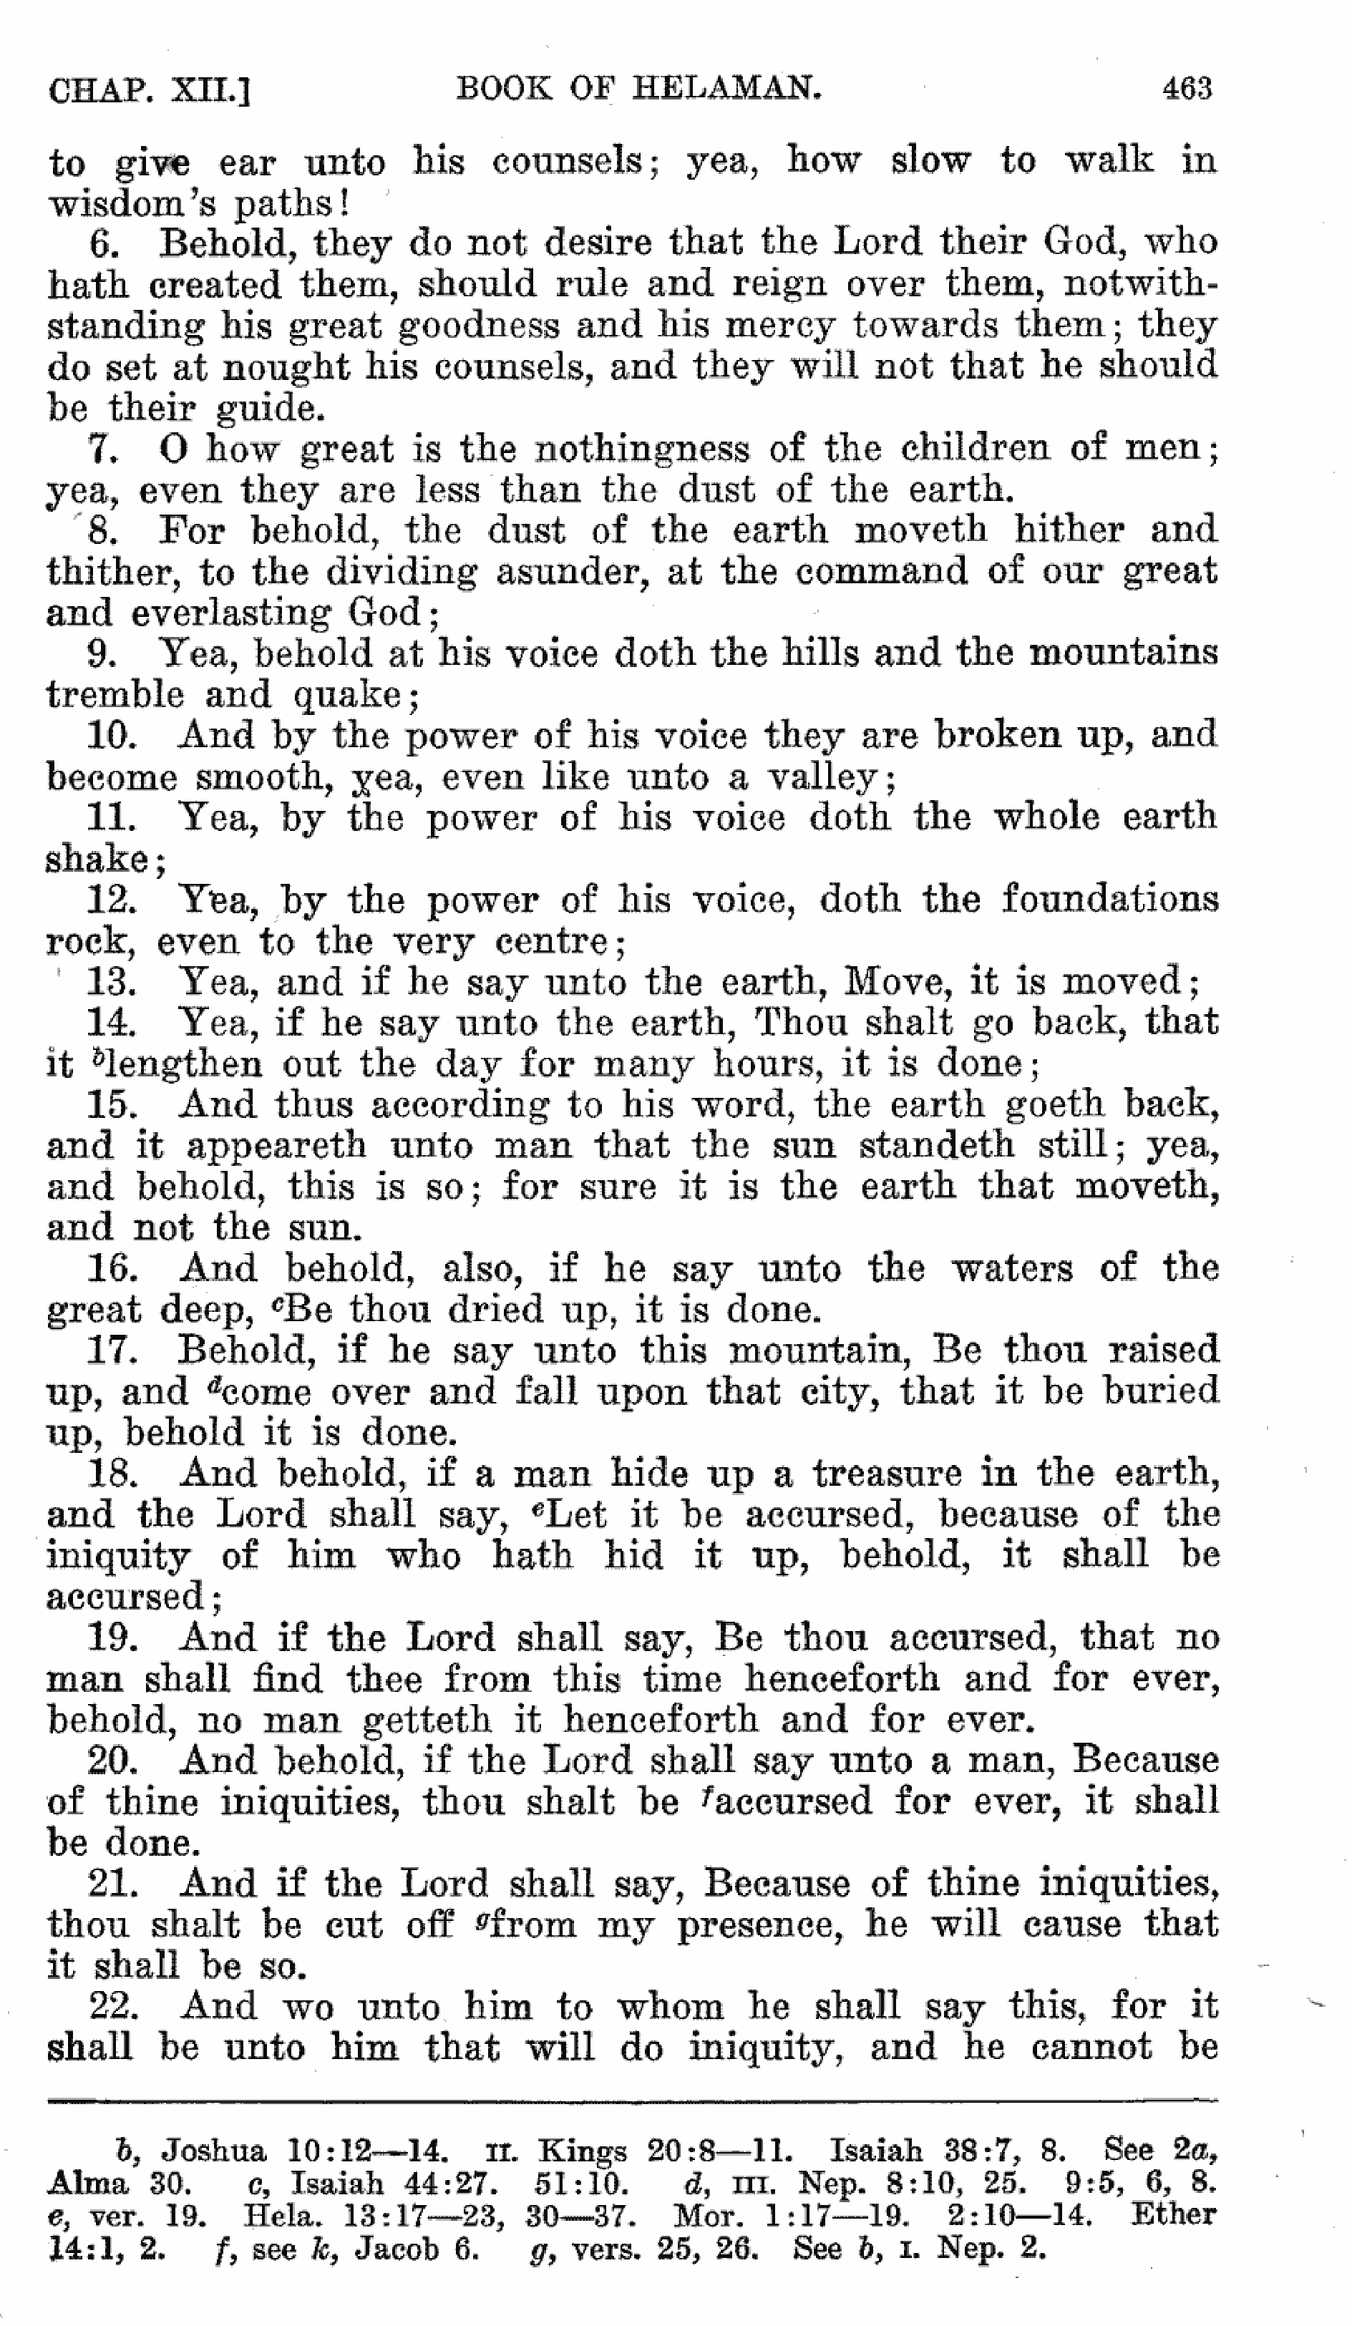 CHAP. XII.] BOOK OF HELAMAN. 463
to give ear unto his counsels; yea, how slow to walk in
wisdom's paths!
6. Behold, they do not desire that the Lord their God, who
hath created them, should rule and reign over them, notwith-
standing his great goodness and his mercy towards them; they
do set at nought his counsels, and they will not that he should
be their guide.
7. O how great is the nothingness of the children of men;
yea, even they are less than the dust of the earth.
8. For behold, the dust of the earth moveth hither and
thither, to the dividing asunder, at the command of our great
and everlasting God;
9. Yea, behold at his voice doth the hills and the mountains
tremble and quake;
10. And by the power of his voice they are broken up, and
become smooth, yea, even like unto a valley;
11. Yea, by the power of his voice doth the whole earth
shake;
12. Yea, by the power of his voice, doth the foundations
rock, even to the very centre;
13. Yea, and if he say unto the earth, Move, it is moved;
14. Yea, if he say unto the earth, Thou shalt go back, that
it blengthen out the day for many hours, it is done;
15. And thus according to his word, the earth goeth back,
and it appeareth unto man that the sun standeth still; yea,
and behold, this is so; for sure it is the earth that moveth,
and not the sun.
16. And behold, also, if he say unto the waters of the
great deep, cBe thou dried up, it is done.
17. Behold, if he say unto this mountain, Be thou raised
up, and dcome over and fall upon that city, that it be buried
up, behold it is done.
18. And behold, if a man hide up a treasure in the earth,
and the Lord shall say, eLet it be accursed, because of the
iniquity of him who hath hid it up, behold, it shall be
accursed;
19. And if the Lord shall say, Be thou accursed, that no
man shall find thee from this time henceforth and for ever,
behold, no man getteth it henceforth and for ever.
20. And behold, if the Lord shall say unto a man, Because
of thine iniquities, thou shalt be faccursed for ever, it shall
be done.
21. And if the Lord shall say, Because of thine iniquities,
thou shalt be cut off gfrom my presence, he will cause that
it shall be so.
22. And wo unto him to whom he shall say this, for it
shall be unto him that will do iniquity, and he cannot be
b, Joshua 10:12—14. II. Kings 20:8—11. Isaiah 38:7, 8. See 2a,
Alma 30. c, Isaiah 44:27. 51:10. d, III. Nep. 8:10, 25. 9:5, 6, 8.
e, ver. 19. Hela. 13:17—23, 30—37. Mor. 1:17—19. 2:10—14. Ether
14:1, 2. f, see k, Jacob 6. g, vers. 25, 26. See b, I. Nep. 2.